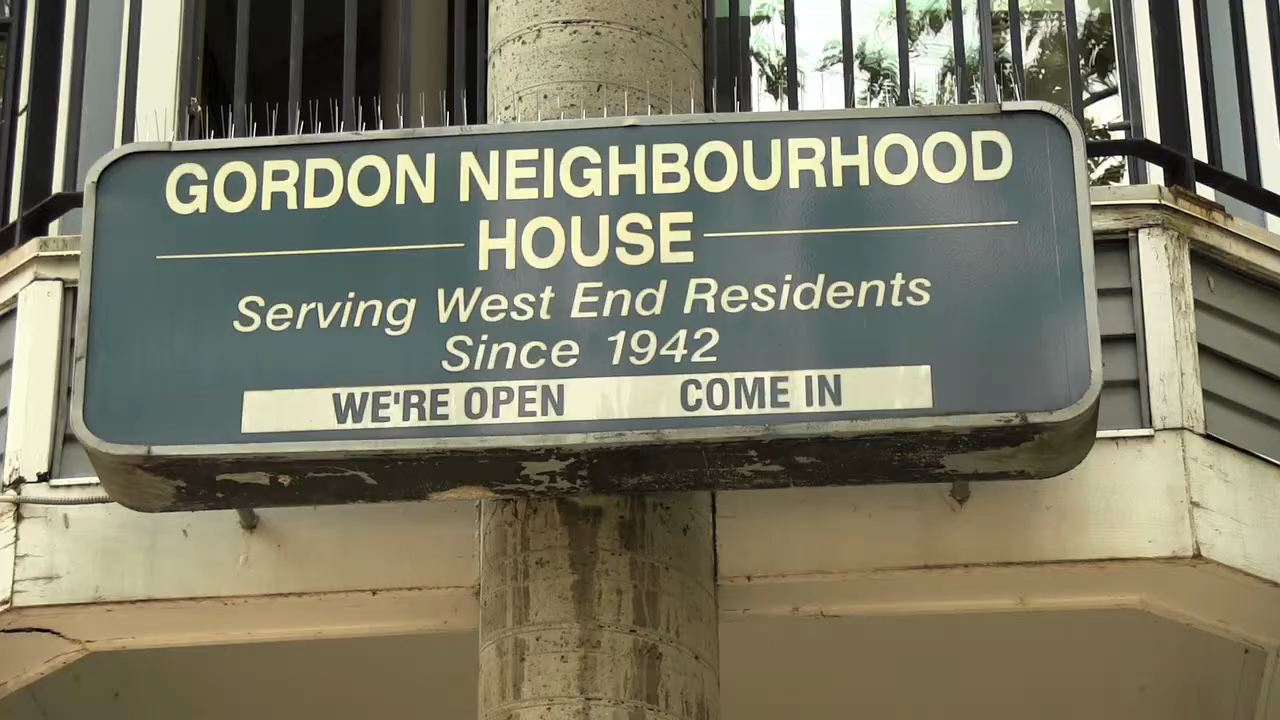 GORDON NEIGHBOURHOOD
HOUSE
Serving West End Residents
Since 1942
WE'RE OPEN COME IN